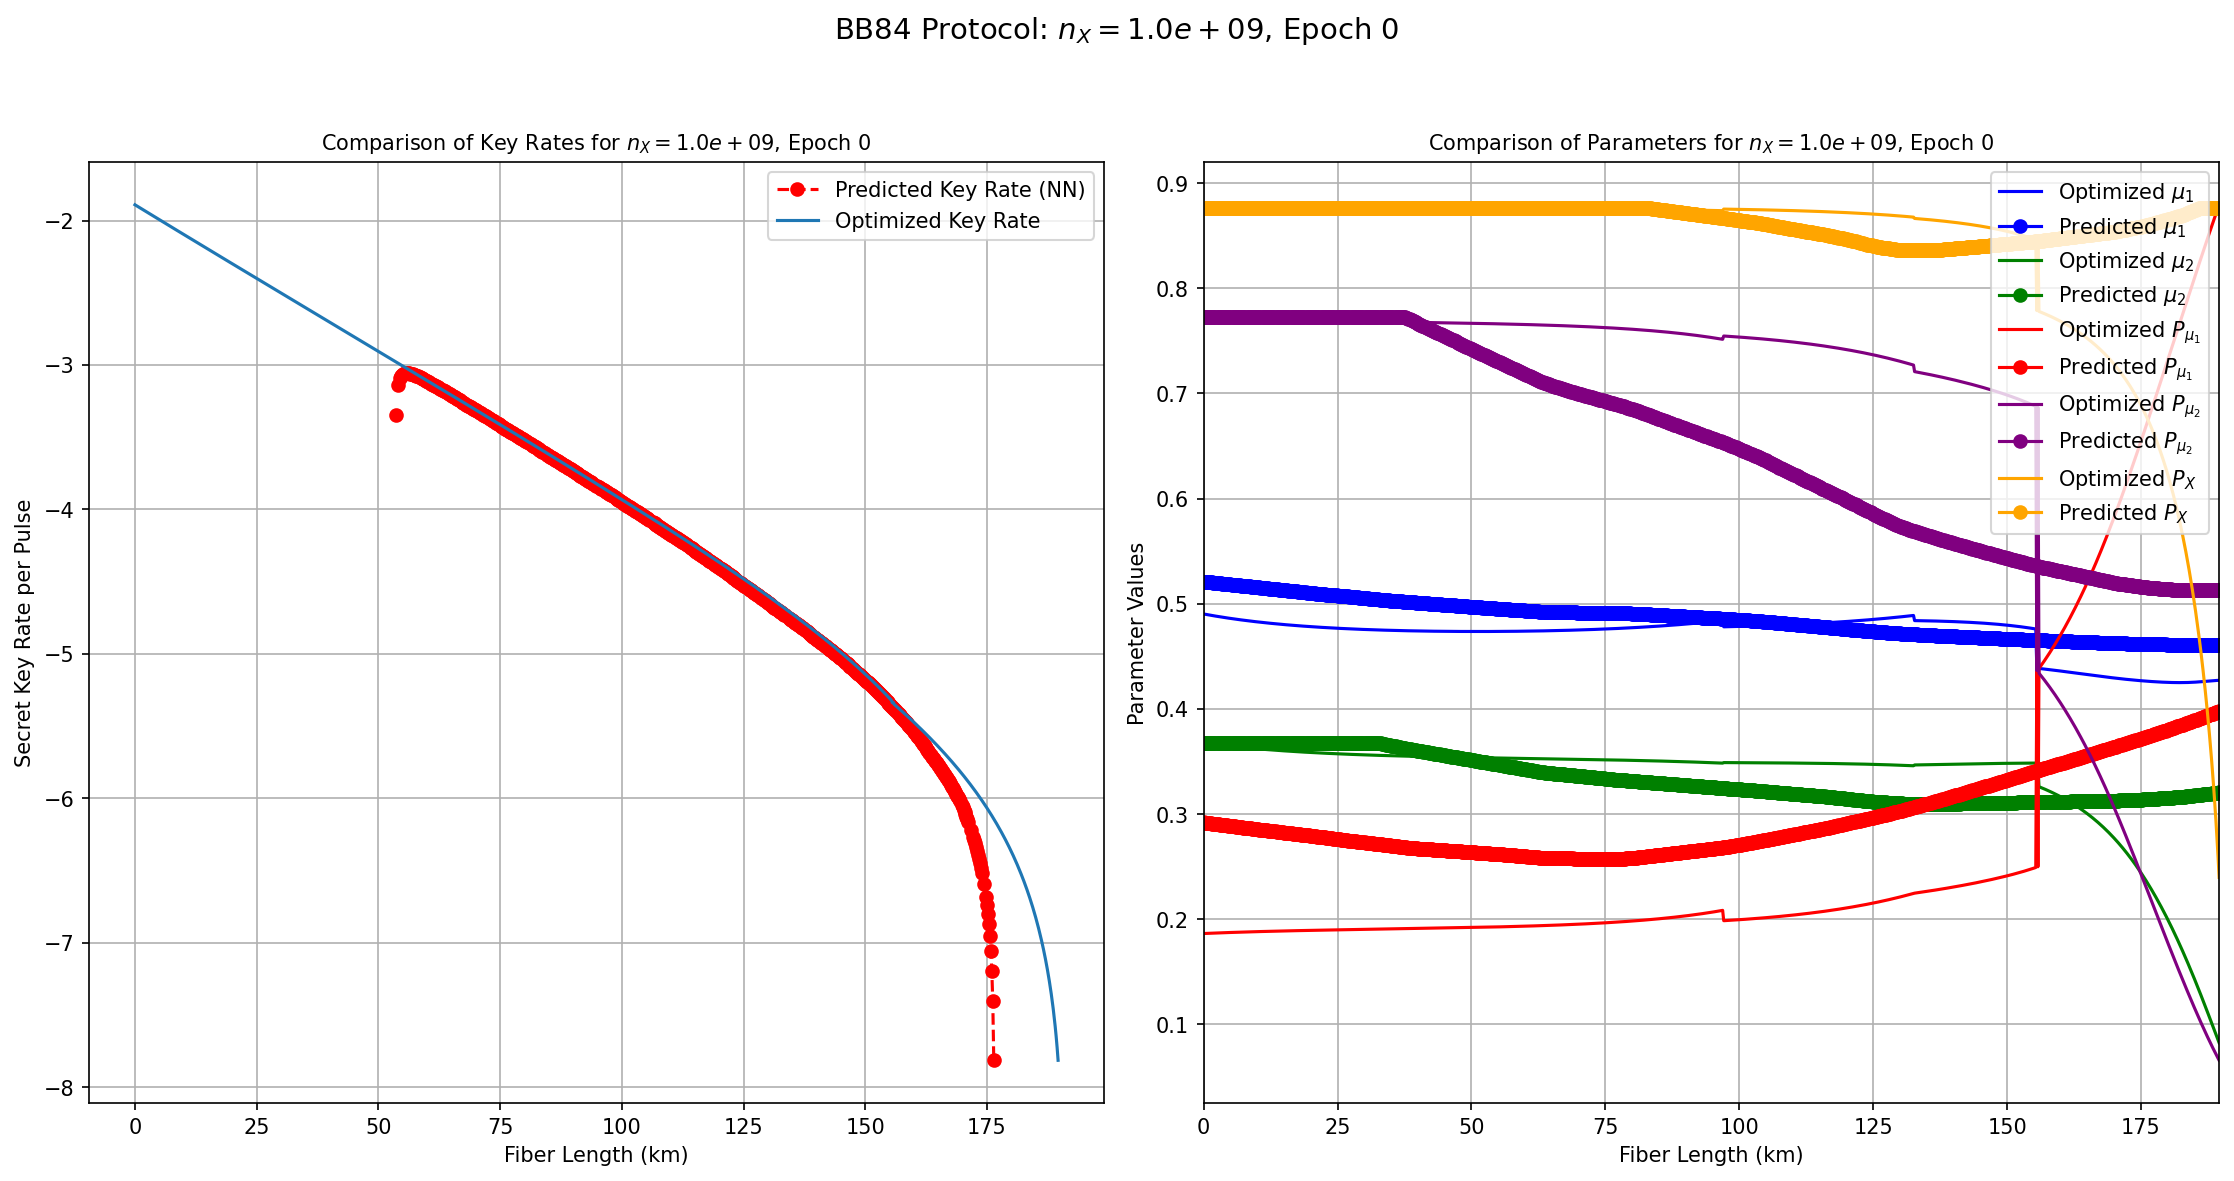 BB84 Protocol: $n_X = 1.0e+09$, Epoch 0
Comparison of Key Rates for $n_X = 1.0e+09$, Epoch 0
Predicted Key Rate (NN)
Optimized Key Rate
Secret Key Rate per Pulse
−2
−3
−4
−5
−6
−7
−8
0 25 50 75 100 125 150 175
Fiber Length (km)
Comparison of Parameters for $n_X = 1.0e+09$, Epoch 0
Optimized $\mu_1$
Predicted $\mu_1$
Optimized $\mu_2$
Predicted $\mu_2$
Optimized $P_{\mu_1}$
Predicted $P_{\mu_1}$
Optimized $P_{\mu_2}$
Predicted $P_{\mu_2}$
Optimized $P_X$
Predicted $P_X$
Parameter Values
0.9
0.8
0.7
0.6
0.5
0.4
0.3
0.2
0.1
0 25 50 75 100 125 150 175
Fiber Length (km)